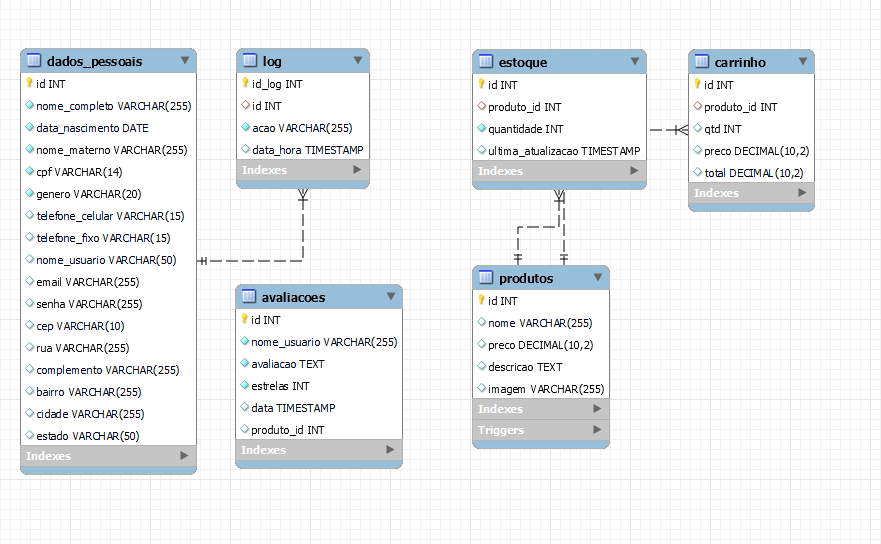 dados_pessoais
id INT
nome_completo VARCHAR(255)
data_nascimento DATE
nome_materno VARCHAR(255)
cpf VARCHAR(14)
genero VARCHAR(20)
telefone_celular VARCHAR(15)
telefone_fixo VARCHAR(15)
nome_usuario VARCHAR(50)
email VARCHAR(255)
senha VARCHAR(255)
cep VARCHAR(10)
rua VARCHAR(255)
complemento VARCHAR(255)
bairro VARCHAR(255)
cidade VARCHAR(255)
estado VARCHAR(50)
Indexes
log
id_log INT
id INT
acao VARCHAR(255)
data_hora TIMESTAMP
Indexes
avaliacoes
id INT
nome_usuario VARCHAR(255)
avaliacao TEXT
estrelas INT
data TIMESTAMP
produto_id INT
Indexes
estoque
id INT
produto_id INT
quantidade INT
ultima_atualizacao TIMESTAMP
Indexes
produtos
id INT
nome VARCHAR(255)
preco DECIMAL(10,2)
descricao TEXT
imagem VARCHAR(255)
Indexes
Triggers
carrinho
id INT
produto_id INT
qtd INT
preco DECIMAL(10,2)
total DECIMAL(10,2)
Indexes